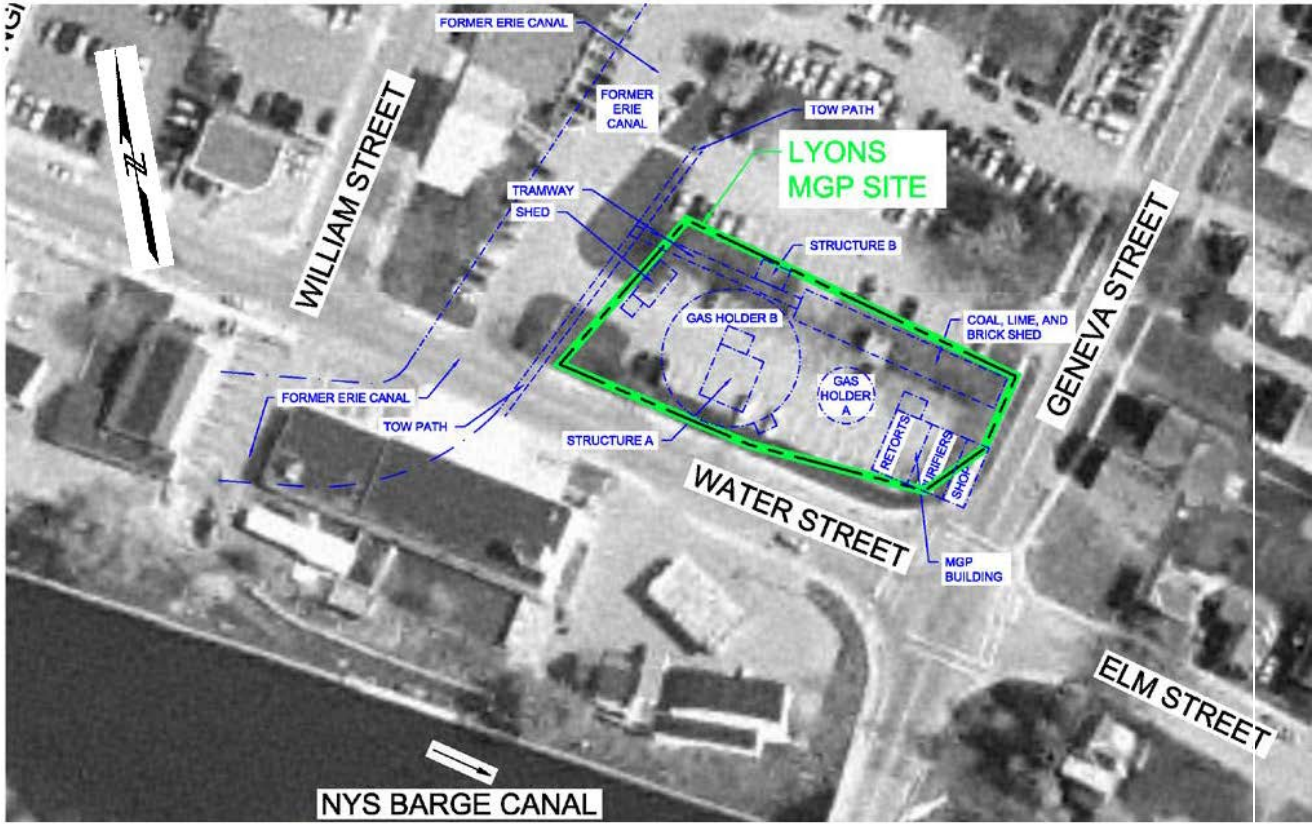 FORMER ERIE CANAL
FORMER
ERIE
CANAL
TOW PATH
LYONS
MGP SITE
WILLIAM STREET
TRAMWAY
SHED
STRUCTURE B
GENEVA STREET
GAS HOLDER B
COAL, LIME, AND
BRICK SHED
GAS
HOLDER
A
FORMER ERIE CANAL
TOW PATH
STRUCTURE A
RETORTS
URIFIERS
SHOP
WATER STREET
MGP
BUILDING
ELM STREET
NYS BARGE CANAL
N